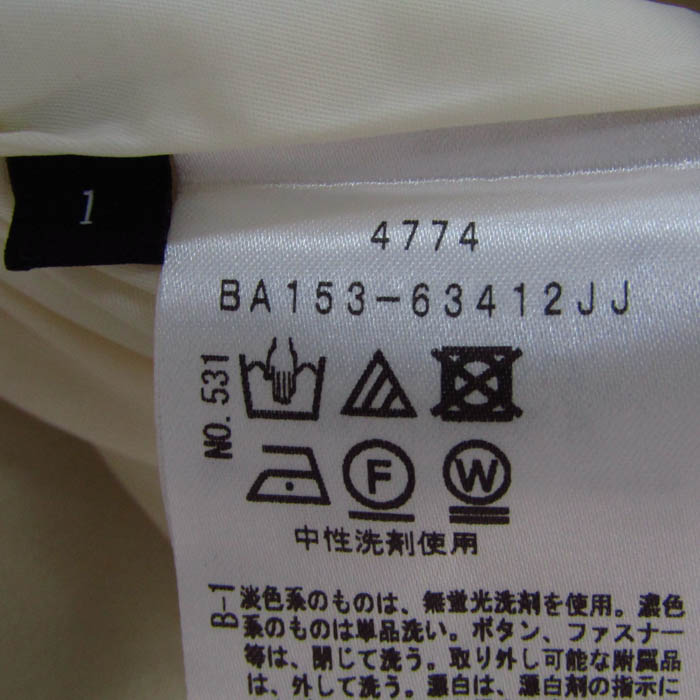 1
4774
BA153-63412JJ
NO.531
F
W
中性洗剤使用
B-1
淡色系のものは、無蛍光洗剤を使用。濃色
系のものは単品洗い。ボタン、ファスナー
等は、閉じて洗う。取り外し可能な附属品
は、外して洗う。漂白は、漂白剤の指示に